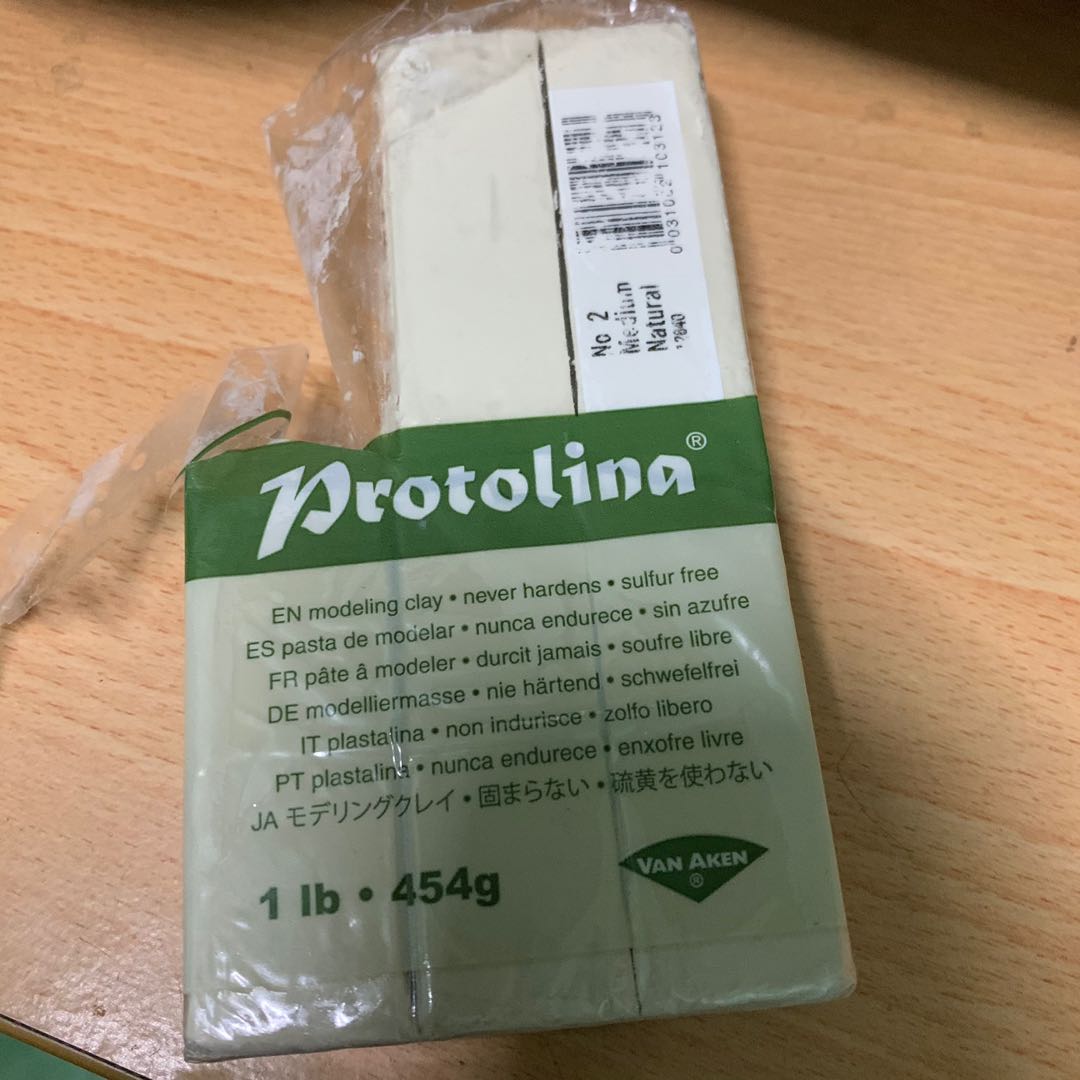 No 2
Medium
Natural
Protolina®
EN modeling clay • never hardens • sulfur free
ES pasta de modelar • nunca endurece • sin azufre
FR pâte â modeler • durcit jamais • soufre libre
DE modelliermasse • nie härtend • schwefelfrei
IT plastalina • non indurisce • zolfo libero
PT plastalina • nunca endurece • enxofre livre
JA モデリングクレイ • 固まらない • 硫黄を使わない
1 lb • 454g
VAN AKEN
®